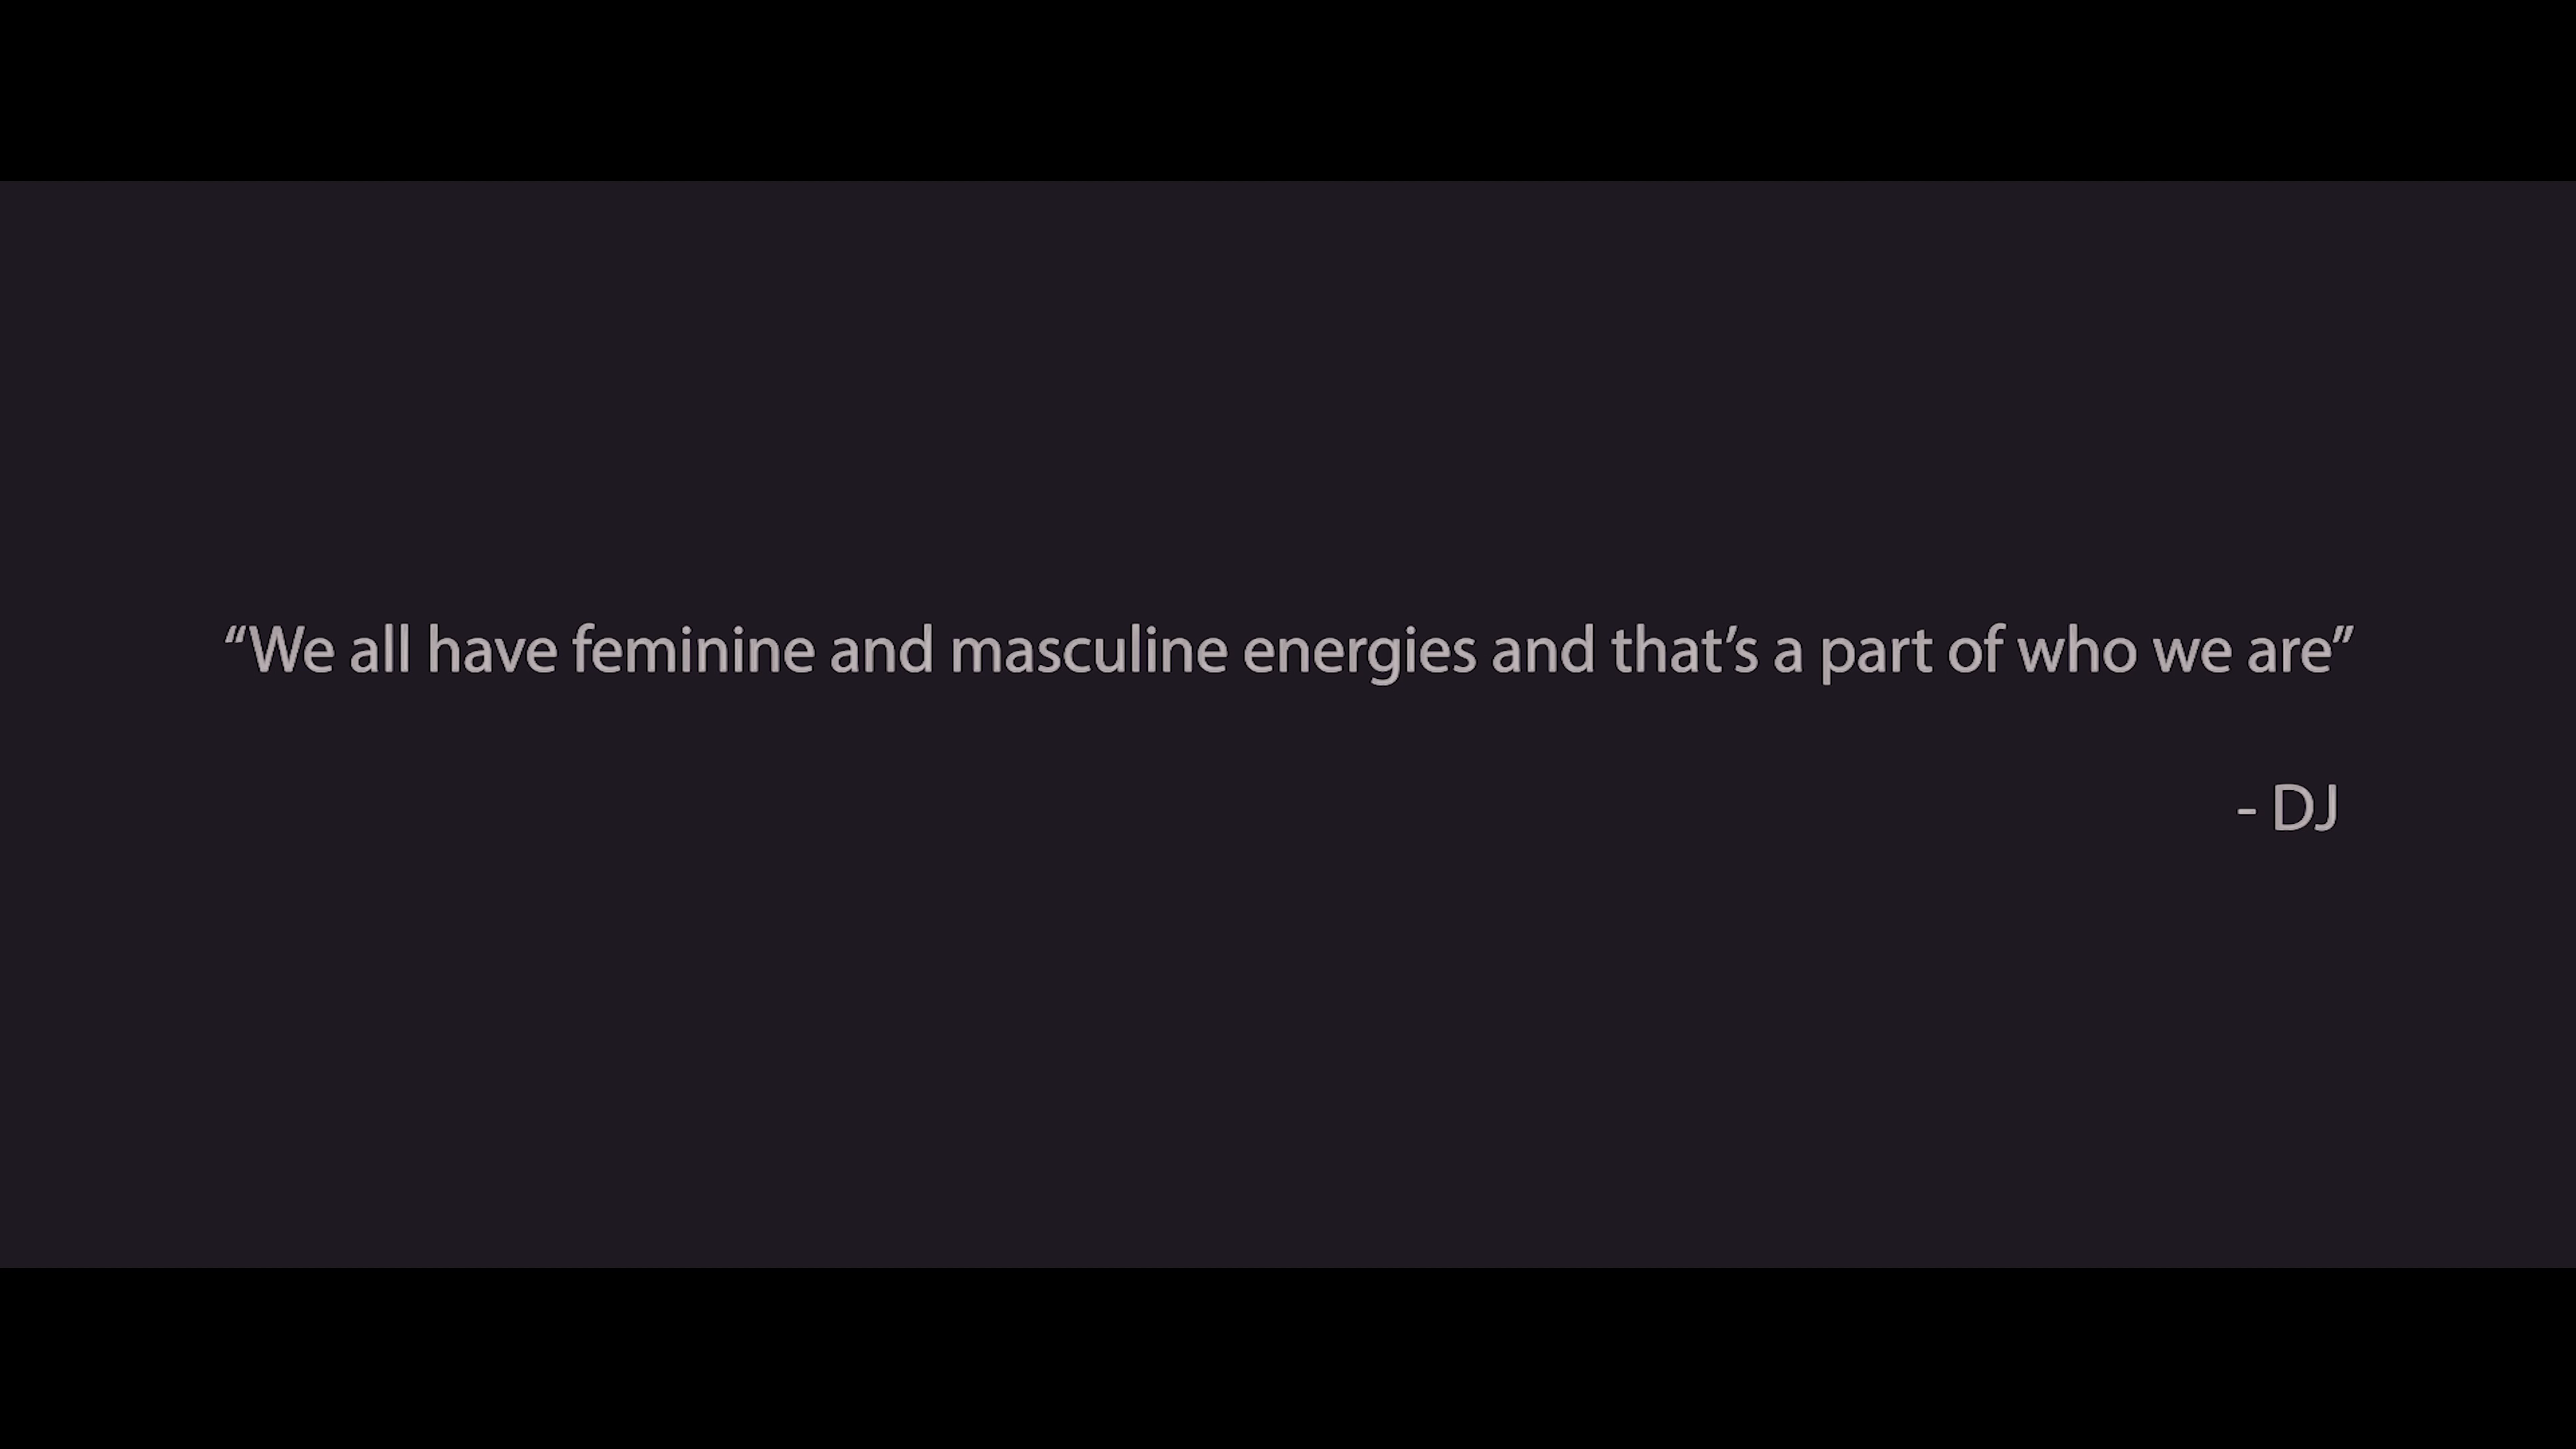 “We all have feminine and masculine energies and that’s a part of who we are”
- DJ